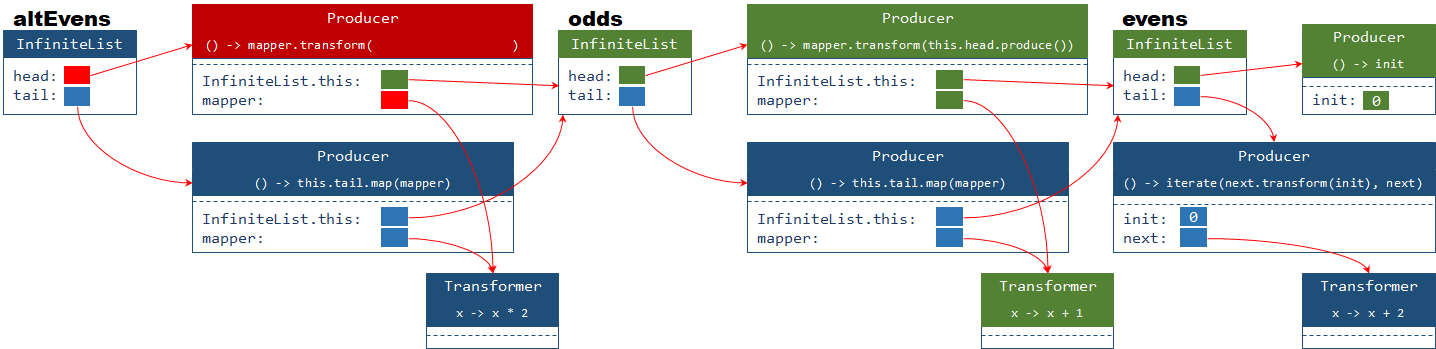 altEvens
InfiniteList
head:
tail:
Producer
() -> mapper.transform( )
InfiniteList.this:
mapper:
Producer
() -> this.tail.map(mapper)
InfiniteList.this:
mapper:
Transformer
x -> x * 2
odds
InfiniteList
head:
tail:
Producer
() -> mapper.transform(this.head.produce())
InfiniteList.this:
mapper:
Producer
() -> this.tail.map(mapper)
InfiniteList.this:
mapper:
Transformer
x -> x + 1
evens
InfiniteList
head:
tail:
Producer
() -> init
init: 0
Producer
() -> iterate(next.transform(init), next)
init: 0
next:
Transformer
x -> x + 2